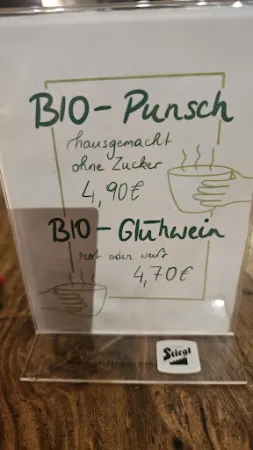 BIO-Punsch
hausgemacht
ohne Zucker
4,90€
BIO-Glühwein
rot oder weiß
4,70€
Stiegl